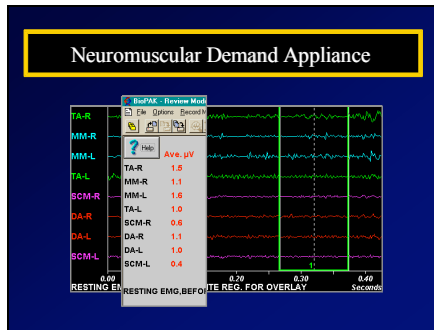 Neuromuscular Demand Appliance
BioPAK - Review Mod
File Options Record M
Help
Ave. µV
TA-R 1.5
MM-R 1.1
MM-L 1.6
TA-L 1.0
SCM-R 0.6
DA-R 1.1
DA-L 1.0
SCM-L 0.4
RESTING EMG,BEFO
TA-R
MM-R
MM-L
TA-L
SCM-R
DA-R
DA-L
SCM-L
1
0.00 0.20 0.30 0.40
RESTING EM TE REG. FOR OVERLAY Seconds